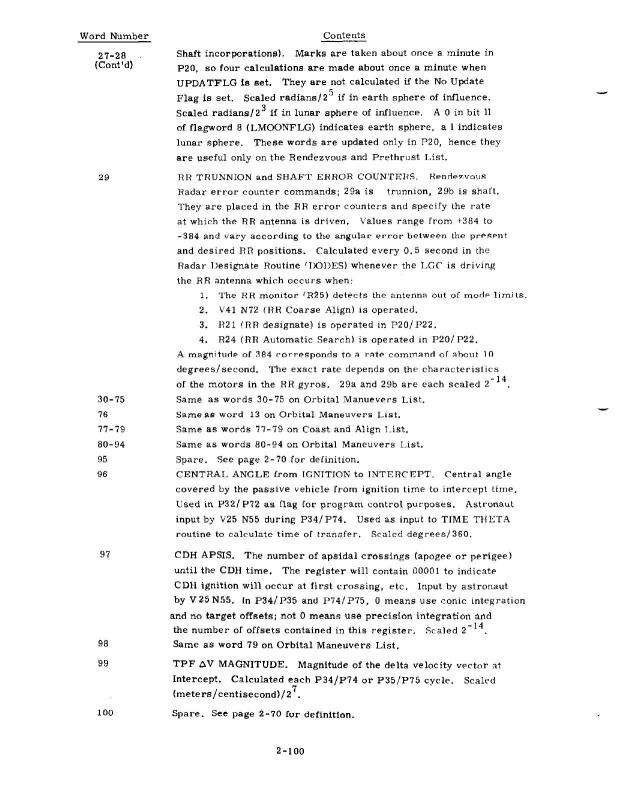 Word Number Contents
27-28 Shaft incorporations). Marks are taken about once a minute in
(Cont'd) P20, so four calculations are made about once a minute when
UPDATFLG is set. They are not calculated if the No Update
Flag is set. Scaled radians/2^5 if in earth sphere of influence.
Scaled radians/2^3 if in lunar sphere of influence. A 0 in bit 11
of flagword 8 (LMOONFLG) indicates earth sphere, a 1 indicates
lunar sphere. These words are updated only in P20, hence they
are useful only on the Rendezvous and Prethrust List.
29 RR TRUNNION and SHAFT ERROR COUNTERS. Rendezvous
Radar error counter commands; 29a is trunnion, 29b is shaft.
They are placed in the RR error counters and specify the rate
at which the RR antenna is driven. Values range from +384 to
-384 and vary according to the angular error between the present
and desired RR positions. Calculated every 0.5 second in the
Radar Designate Routine (DODES) whenever the LGC is driving
the RR antenna which occurs when:
1. The RR monitor (R25) detects the antenna out of mode limits.
2. V41 N72 (RR Coarse Align) is operated.
3. R21 (RR designate) is operated in P20/P22.
4. R24 (RR Automatic Search) is operated in P20/P22.
A magnitude of 384 corresponds to a rate command of about 10
degrees/second. The exact rate depends on the characteristics
of the motors in the RR gyros. 29a and 29b are each scaled 2^-14.
30-75 Same as words 30-75 on Orbital Manuevers List.
76 Same as word 13 on Orbital Maneuvers List.
77-79 Same as words 77-79 on Coast and Align List.
80-94 Same as words 80-94 on Orbital Maneuvers List.
95 Spare. See page 2-70 for definition.
96 CENTRAL ANGLE from IGNITION to INTERCEPT. Central angle
covered by the passive vehicle from ignition time to intercept time.
Used in P32/P72 as flag for program control purposes. Astronaut
input by V25 N55 during P34/P74. Used as input to TIME THETA
routine to calculate time of transfer. Scaled degrees/360.
97 CDH APSIS. The number of apsidal crossings (apogee or perigee)
until the CDH time. The register will contain 00001 to indicate
CDH ignition will occur at first crossing, etc. Input by astronaut
by V25 N55. In P34/P35 and P74/P75, 0 means use conic integration
and no target offsets; not 0 means use precision integration and
the number of offsets contained in this register. Scaled 2^-14.
98 Same as word 79 on Orbital Maneuvers List.
99 TPF ΔV MAGNITUDE. Magnitude of the delta velocity vector at
Intercept. Calculated each P34/P74 or P35/P75 cycle. Scaled
(meters/centisecond)/2^7.
100 Spare. See page 2-70 for definition.
2-100